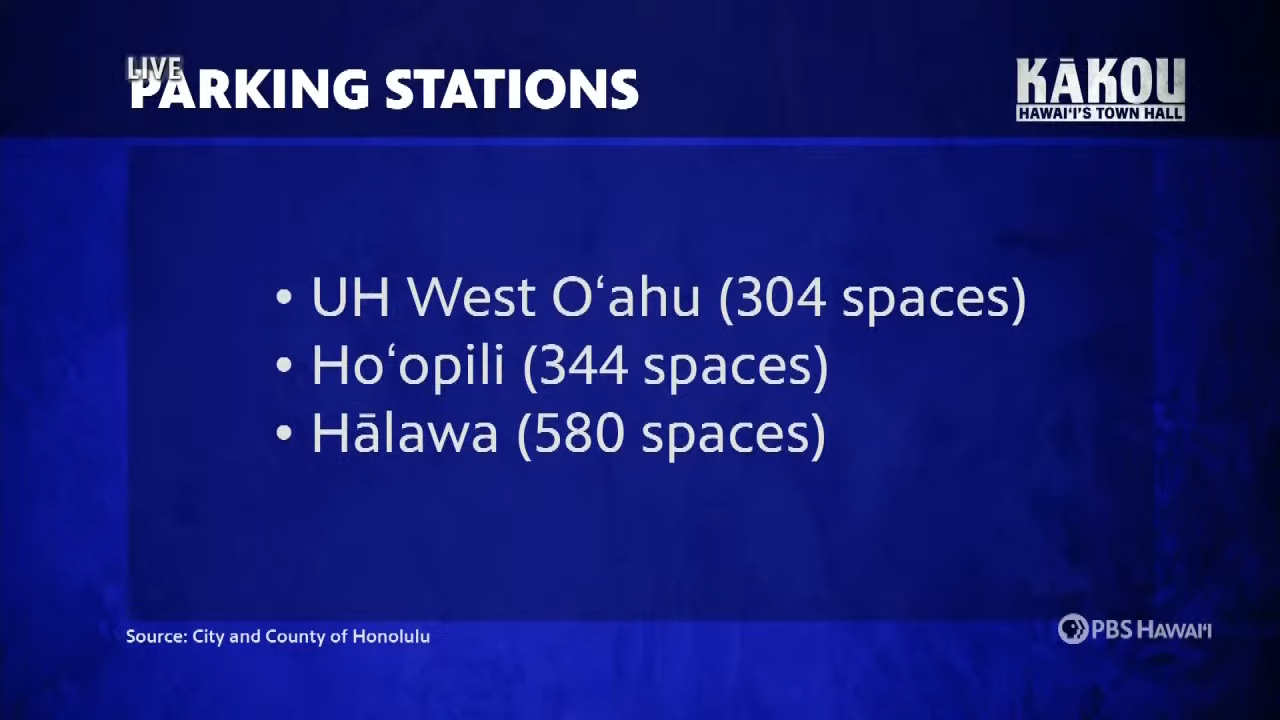 LIVE
PARKING STATIONS
KĀKOU
HAWAIʻI'S TOWN HALL
• UH West Oʻahu (304 spaces)
• Hoʻopili (344 spaces)
• Hālawa (580 spaces)
Source: City and County of Honolulu
PBS HAWAIʻI